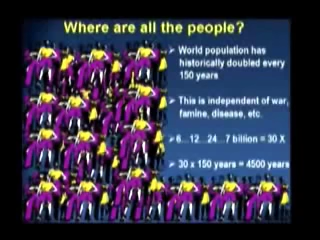 Where are all the people?
World population has
historically doubled every
150 years
This is independent of war,
famine, disease, etc.
6...12...24...7 billion = 30 X
30 x 150 years = 4500 years